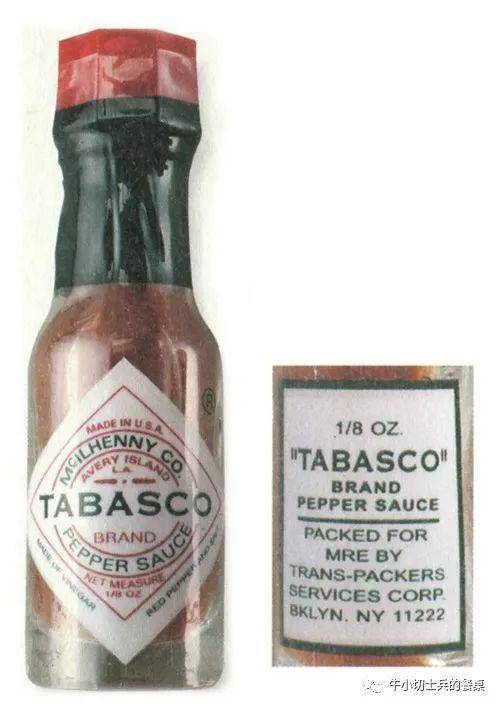 MADE IN U.S.A.
McILHENNY CO.
AVERY ISLAND
LA.
TABASCO
BRAND
PEPPER SAUCE
NET MEASURE
1/8 OZ
MADE OF VINEGAR
RED PEPPER AND SALT
®
1/8 OZ.
"TABASCO"
BRAND
PEPPER SAUCE
PACKED FOR
MRE BY
TRANS-PACKERS
SERVICES CORP.
BKLYN. NY 11222
牛小切士兵的餐桌